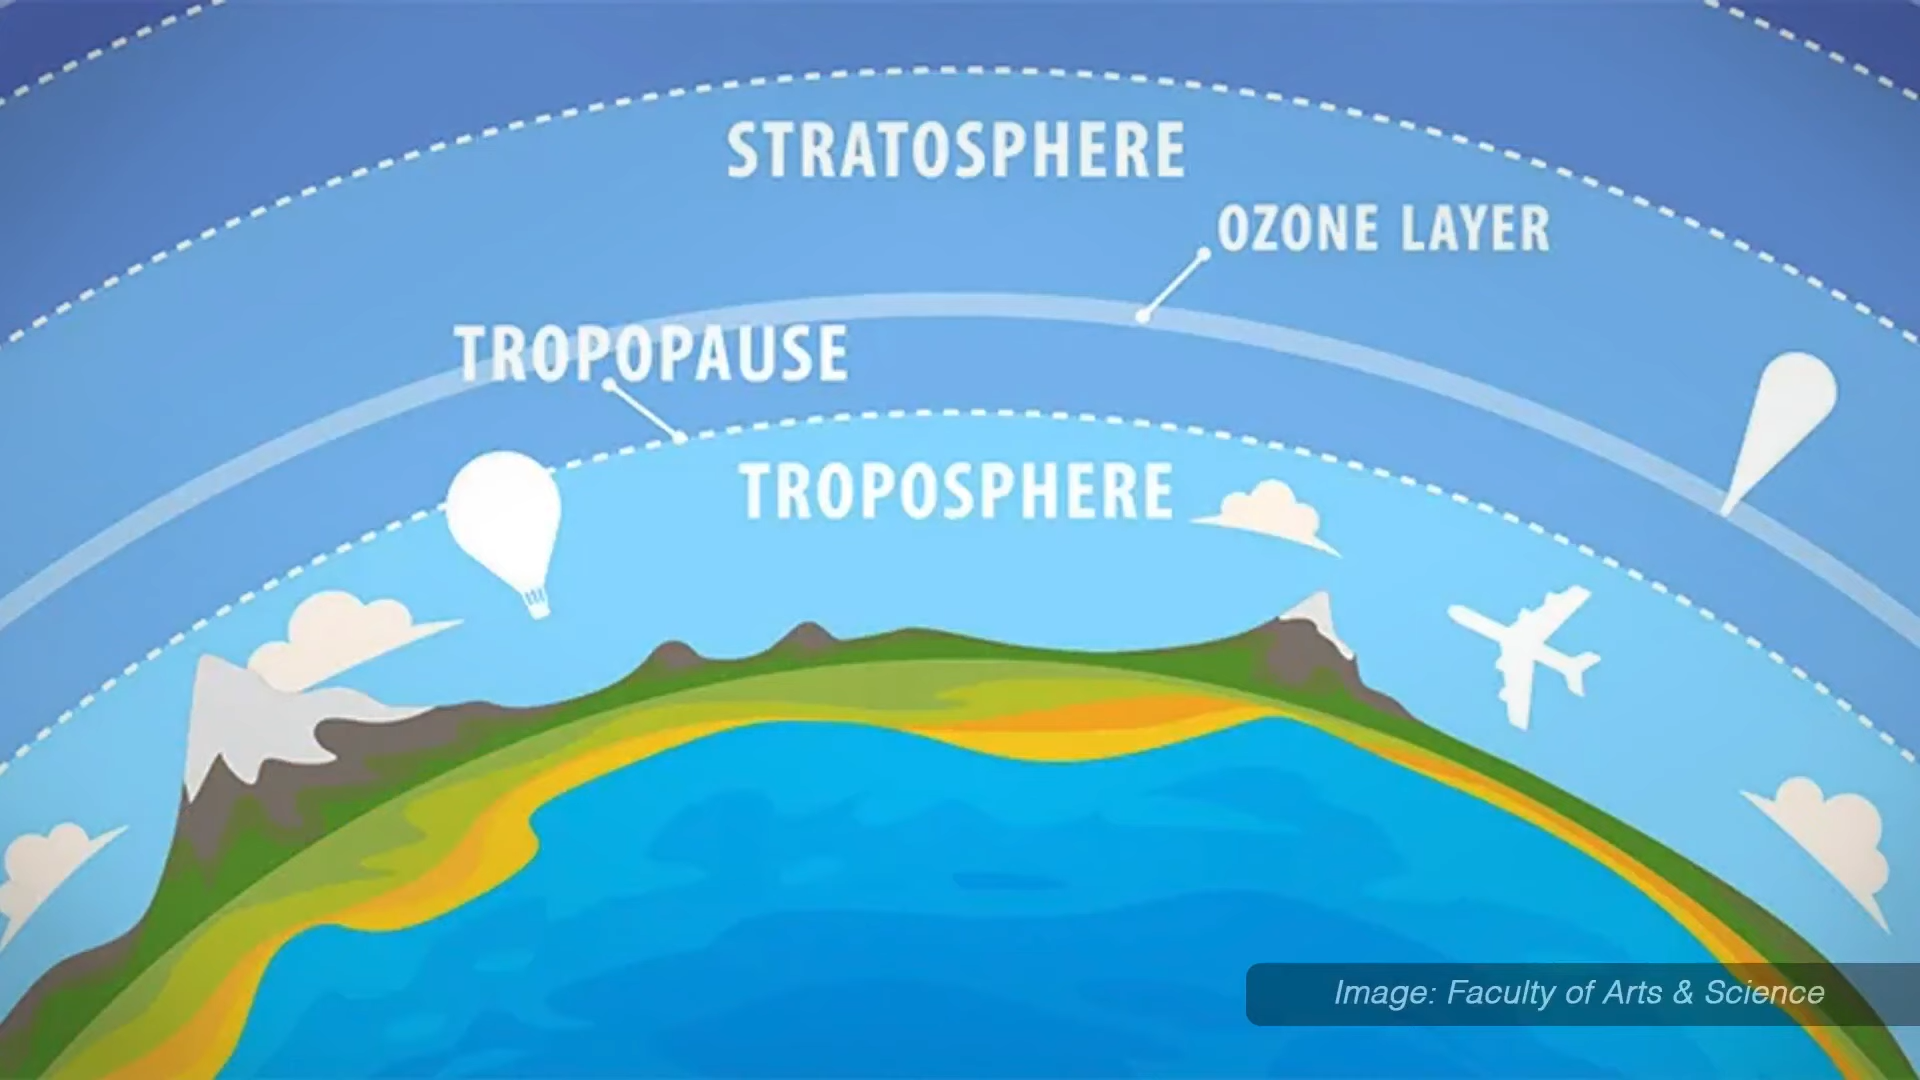 STRATOSPHERE
OZONE LAYER
TROPOPAUSE
TROPOSPHERE
Image: Faculty of Arts & Science